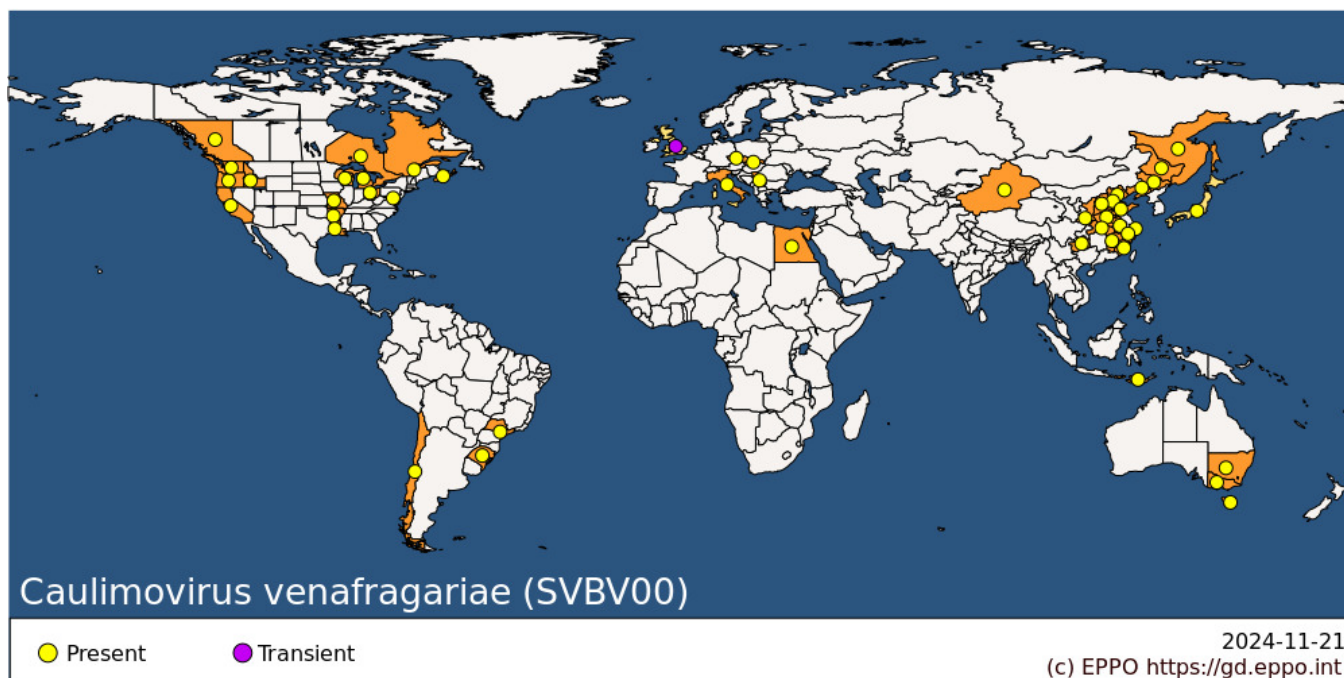 Caulimovirus venafragariae (SVBV00)
Present
Transient
2024-11-21
(c) EPPO https://gd.eppo.int